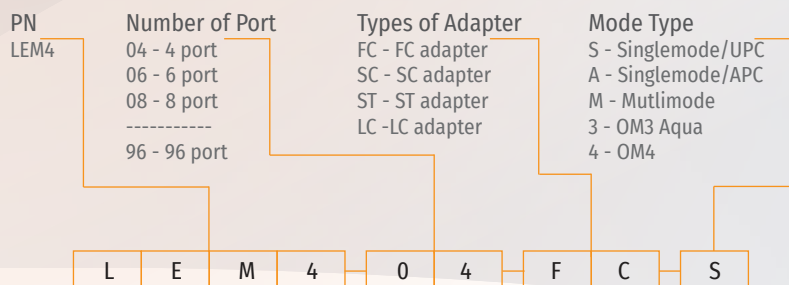 PN
LEM4
Number of Port
04 - 4 port
06 - 6 port
08 - 8 port
-----------
96 - 96 port
Types of Adapter
FC - FC adapter
SC - SC adapter
ST - ST adapter
LC -LC adapter
Mode Type
S - Singlemode/UPC
A - Singlemode/APC
M - Mutlimode
3 - OM3 Aqua
4 - OM4
L E M 4 - 0 4 - F C - S